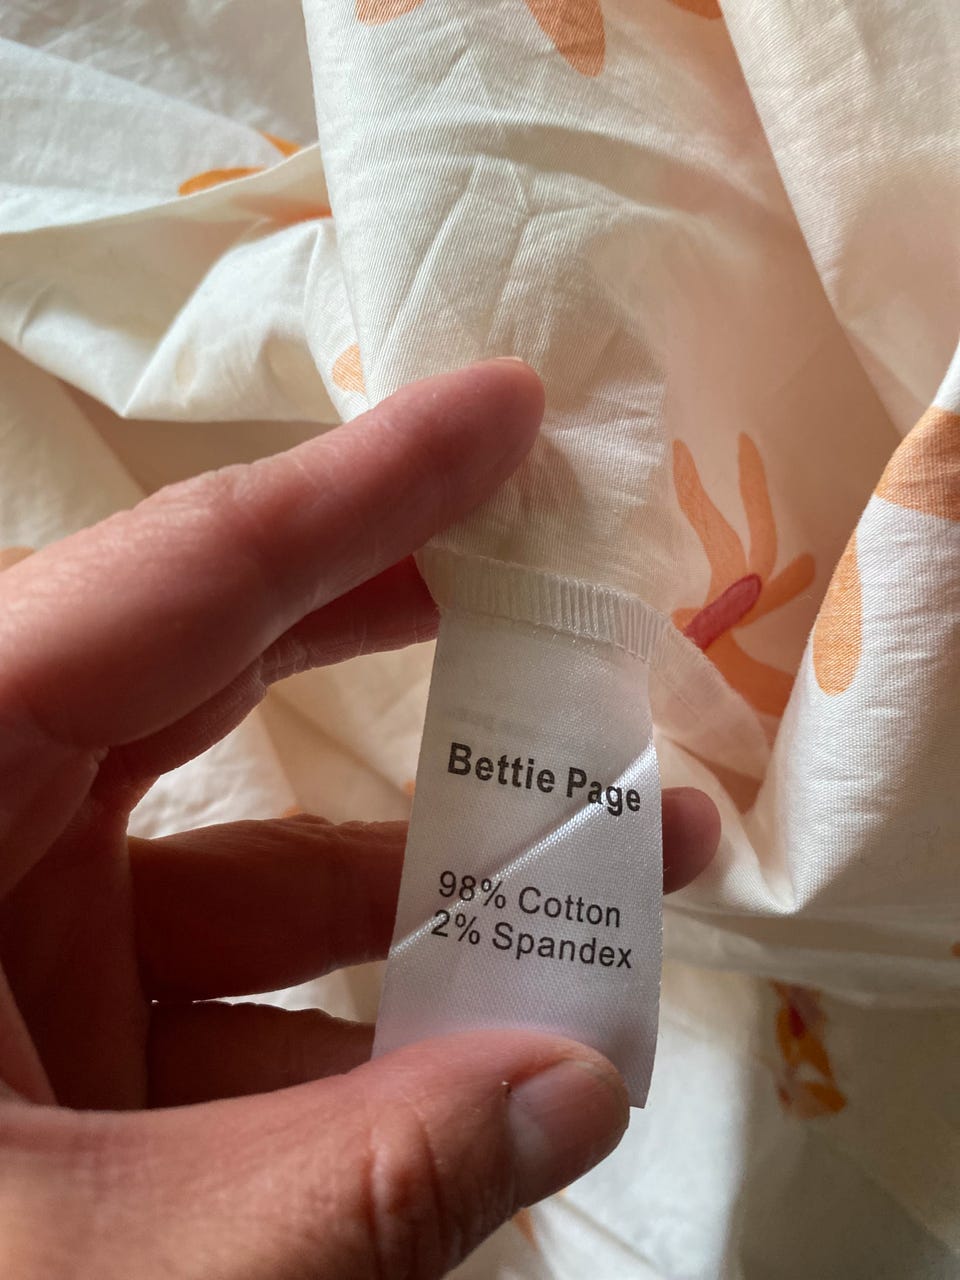 Bettie Page
98% Cotton
2% Spandex